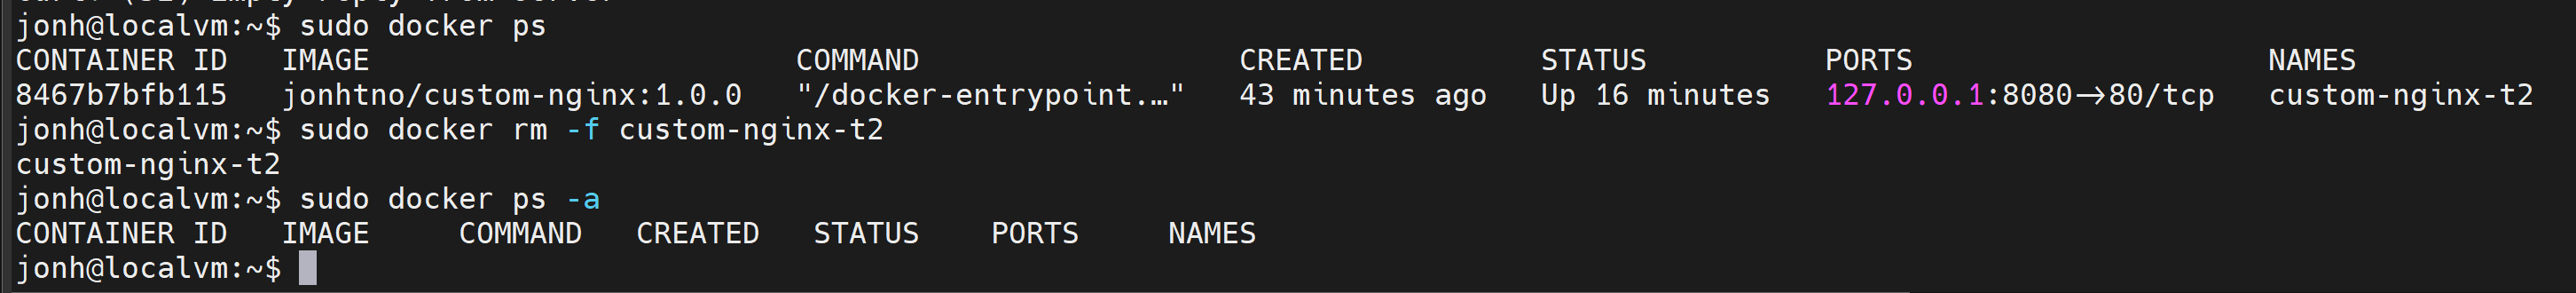 jonh@localvm:~$ sudo docker ps
CONTAINER ID   IMAGE                        COMMAND                  CREATED          STATUS          PORTS                    NAMES
8467b7bfb115   jonhtno/custom-nginx:1.0.0   "/docker-entrypoint.…"   43 minutes ago   Up 16 minutes   127.0.0.1:8080->80/tcp   custom-nginx-t2
jonh@localvm:~$ sudo docker rm -f custom-nginx-t2
custom-nginx-t2
jonh@localvm:~$ sudo docker ps -a
CONTAINER ID   IMAGE     COMMAND   CREATED   STATUS    PORTS     NAMES
jonh@localvm:~$